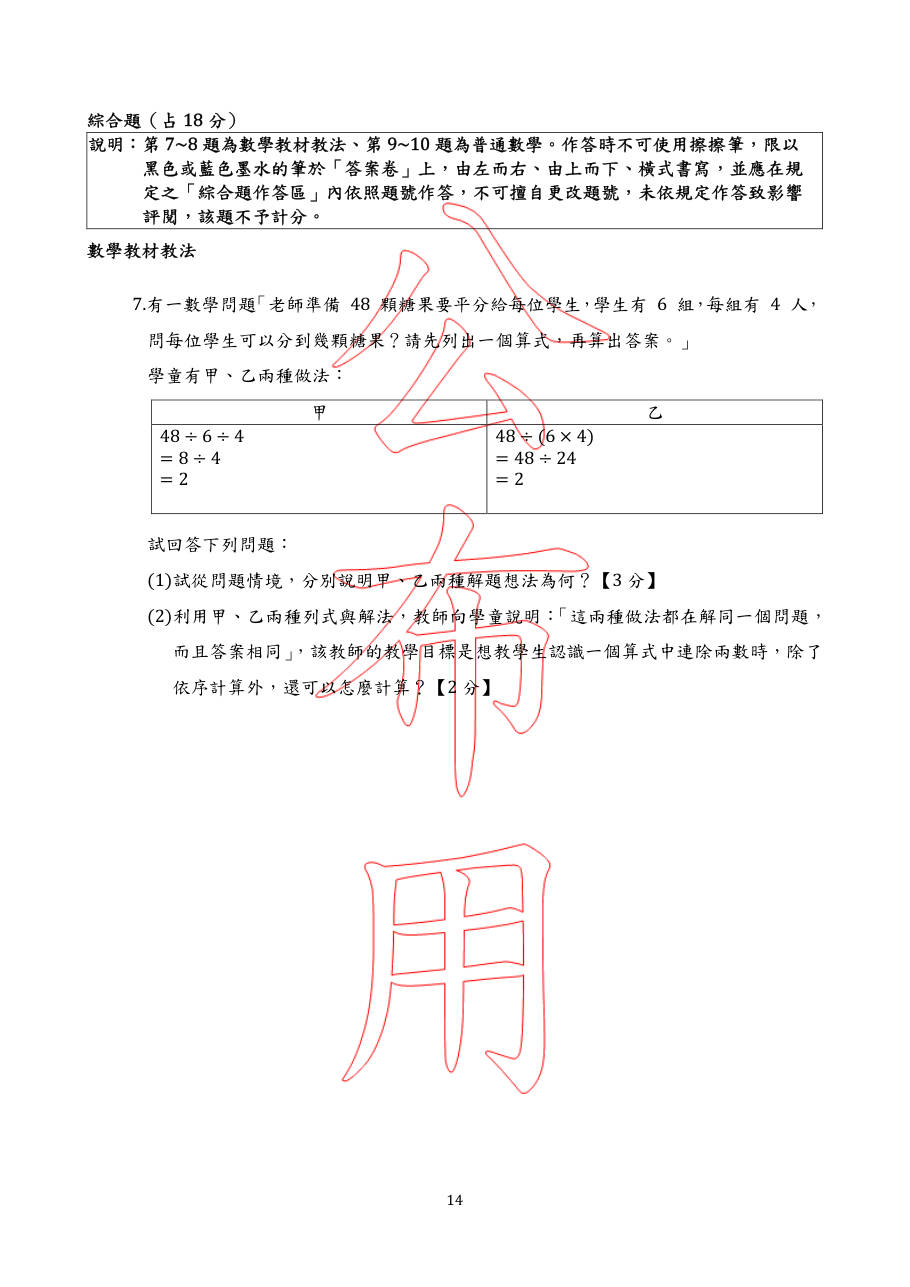 綜合題（占 18 分）
說明：第 7~8 題為數學教材教法、第 9~10 題為普通數學。作答時不可使用擦擦筆，限以
黑色或藍色墨水的筆於「答案卷」上，由左而右、由上而下、橫式書寫，並應在規
定之「綜合題作答區」內依照題號作答，不可擅自更改題號，未依規定作答致影響
評閱，該題不予計分。
數學教材教法
7.有一數學問題「老師準備 48 顆糖果要平分給每位學生，學生有 6 組，每組有 4 人，
問每位學生可以分到幾顆糖果？請先列出一個算式，再算出答案。」
學童有甲、乙兩種做法：
甲 乙
48 ÷ 6 ÷ 4 48 ÷ (6 × 4)
= 8 ÷ 4 = 48 ÷ 24
= 2 = 2
試回答下列問題：
(1)試從問題情境，分別說明甲、乙兩種解題想法為何？【3 分】
(2)利用甲、乙兩種列式與解法，教師向學童說明：「這兩種做法都在解同一個問題，
而且答案相同」，該教師的教學目標是想教學生認識一個算式中連除兩數時，除了
依序計算外，還可以怎麼計算？【2 分】
公
布
用
14